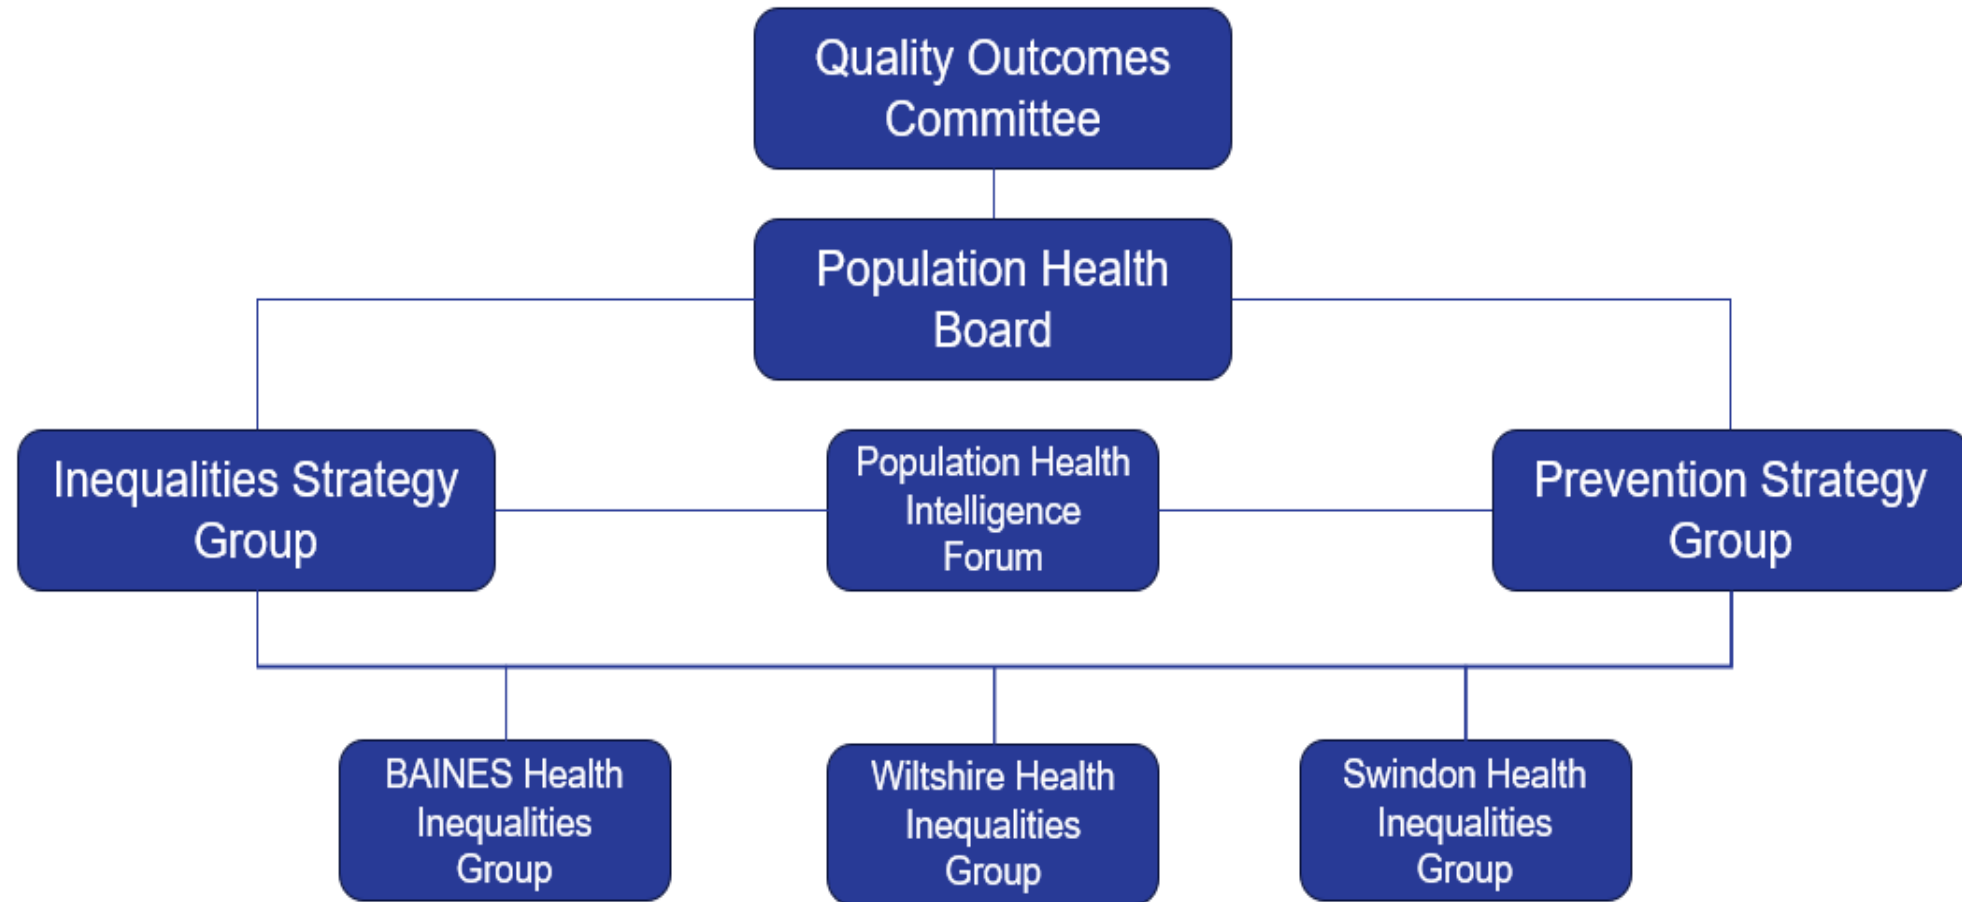 Quality Outcomes
Committee
Population Health
Board
Inequalities Strategy
Group
Population Health
Intelligence
Forum
Prevention Strategy
Group
BAINES Health
Inequalities
Group
Wiltshire Health
Inequalities
Group
Swindon Health
Inequalities
Group